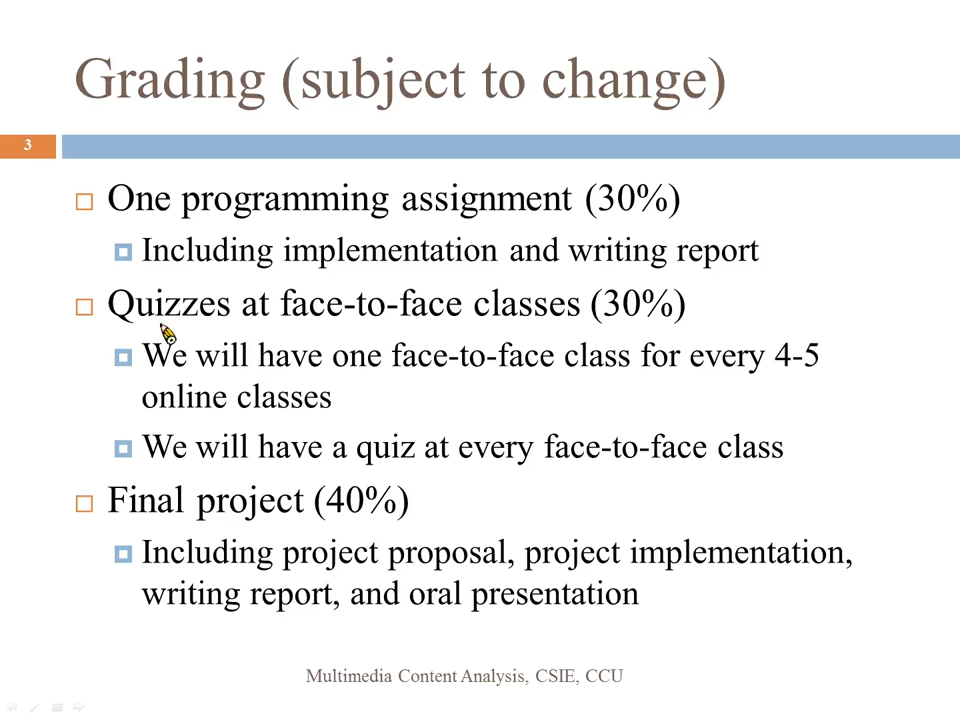 Grading (subject to change)
3
One programming assignment (30%)
Including implementation and writing report
Quizzes at face-to-face classes (30%)
We will have one face-to-face class for every 4-5
online classes
We will have a quiz at every face-to-face class
Final project (40%)
Including project proposal, project implementation,
writing report, and oral presentation
Multimedia Content Analysis, CSIE, CCU